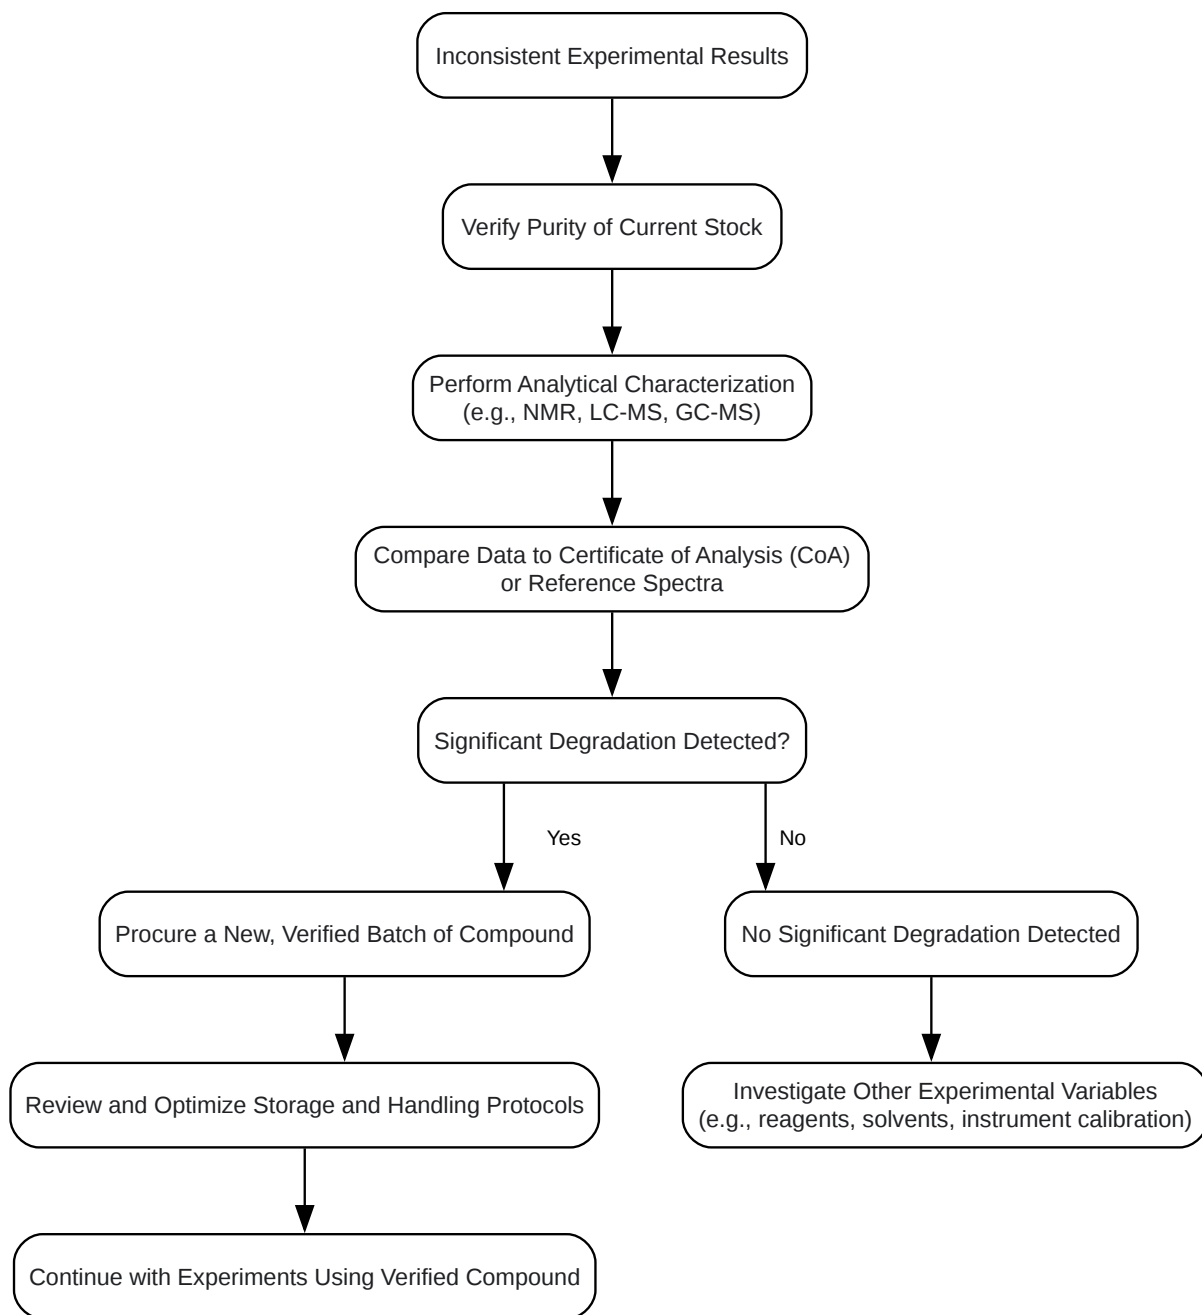 Inconsistent Experimental Results
Verify Purity of Current Stock
Perform Analytical Characterization
(e.g., NMR, LC-MS, GC-MS)
Compare Data to Certificate of Analysis (CoA)
or Reference Spectra
Significant Degradation Detected?
Yes
No
Procure a New, Verified Batch of Compound
No Significant Degradation Detected
Review and Optimize Storage and Handling Protocols
Investigate Other Experimental Variables
(e.g., reagents, solvents, instrument calibration)
Continue with Experiments Using Verified Compound